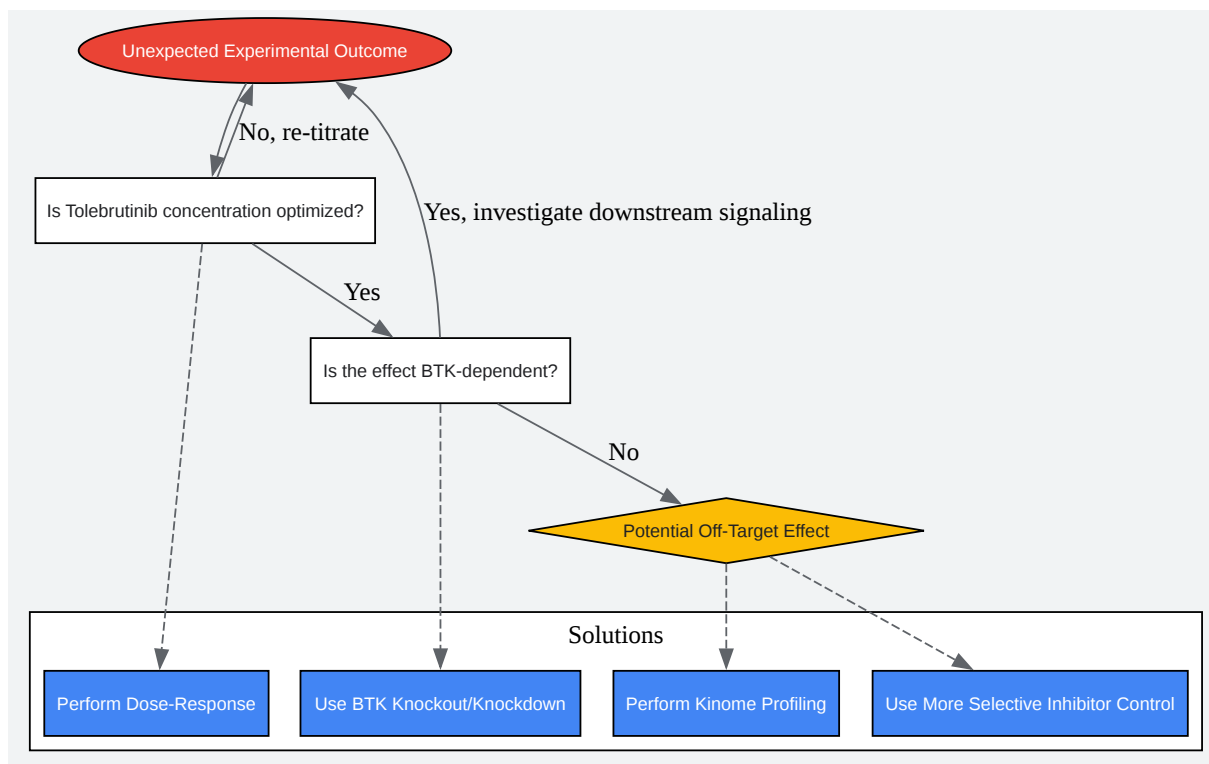 Unexpected Experimental Outcome
No, re-titrate
Is Tolebrutinib concentration optimized?
Yes, investigate downstream signaling
Yes
Is the effect BTK-dependent?
No
Potential Off-Target Effect
Solutions
Perform Dose-Response
Use BTK Knockout/Knockdown
Perform Kinome Profiling
Use More Selective Inhibitor Control